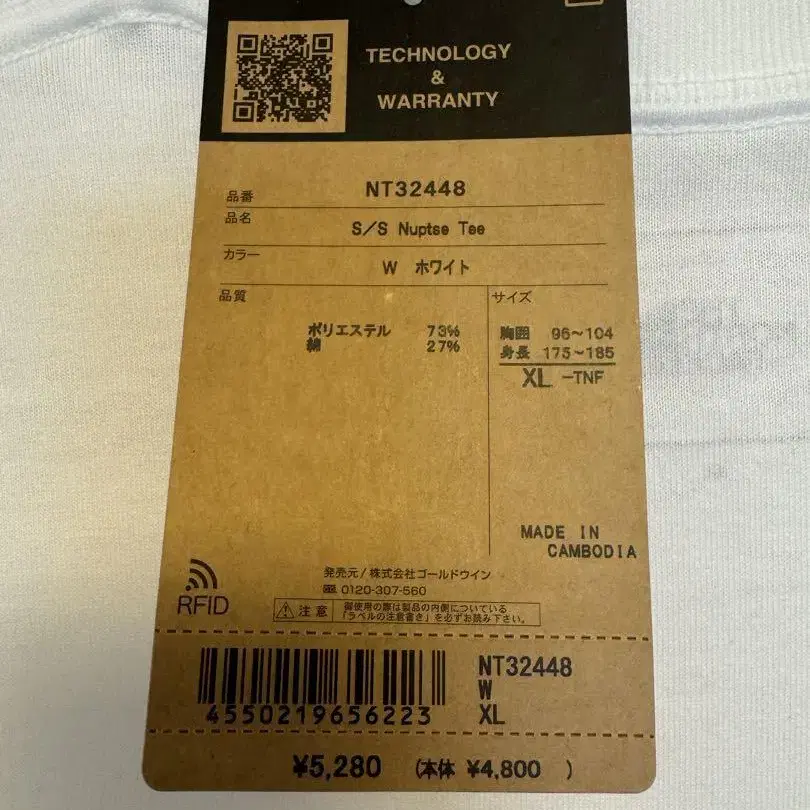 TECHNOLOGY
&
WARRANTY
品番 NT32448
品名 S/S Nuptse Tee
カラー W ホワイト
品質
ポリエステル 73%
綿 27%
サイズ
胸囲 96~104
身長 175~185
XL -TNF
MADE IN
CAMBODIA
発売元/株式会社ゴールドウイン
0120-307-560
RFID
注意 御使用の際は製品の内側についている
「ラベルの注意書き」を必ずお読み下さい。
4550219656223
NT32448
W
XL
¥5,280 (本体 ¥4,800 )